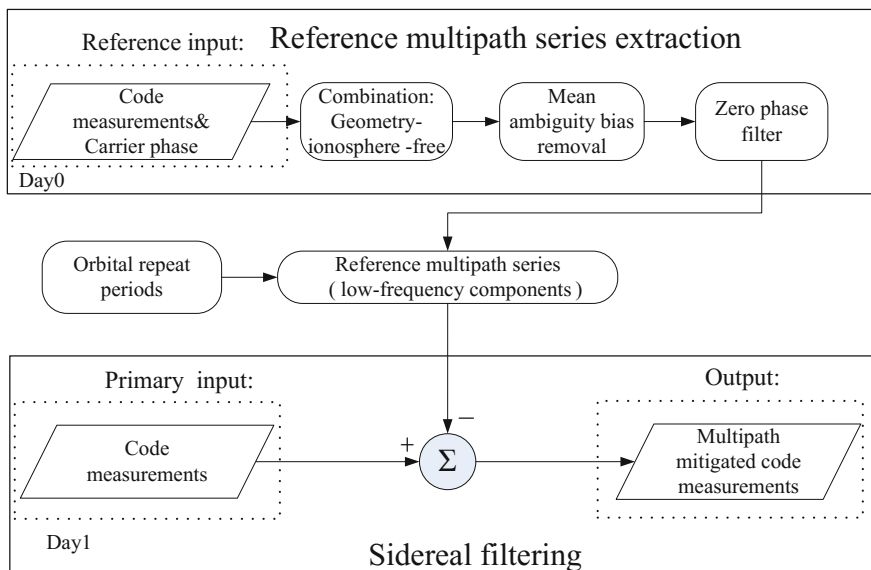 Reference input:
Reference multipath series extraction
Code
measurements&
Carrier phase
Combination:
Geometry-
ionosphere -free
Mean
ambiguity bias
removal
Zero phase
filter
Day0
Orbital repeat
periods
Reference multipath series
( low-frequency components )
Primary input:
Output:
Code
measurements
+
−
Σ
Multipath
mitigated code
measurements
Day1
Sidereal filtering